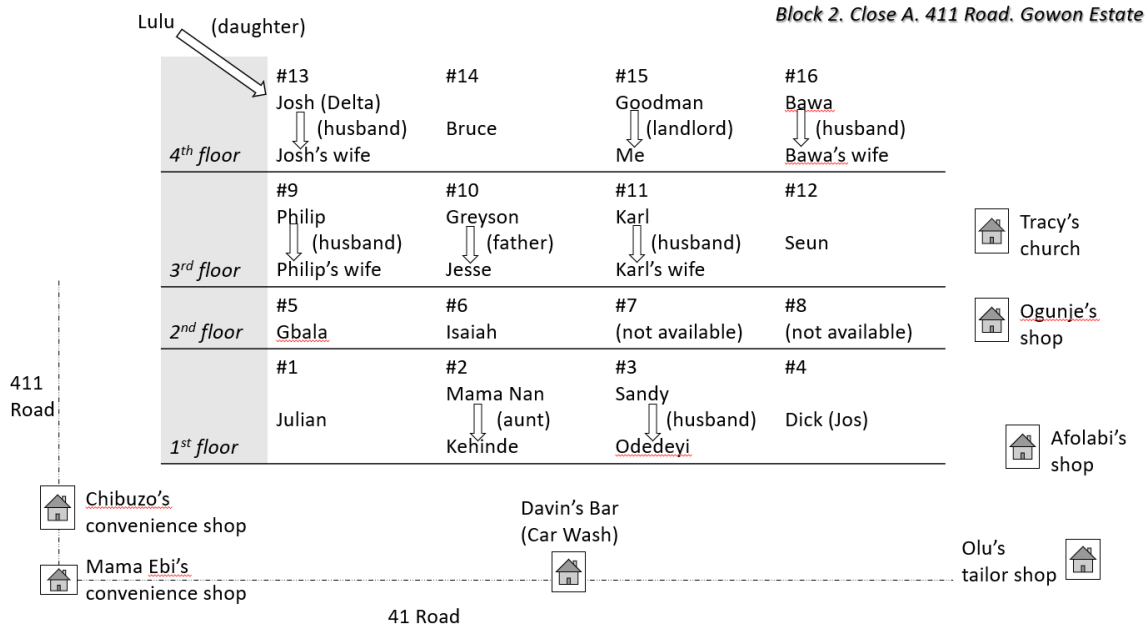 Block 2. Close A. 411 Road. Gowon Estate
Lulu
(daughter)
#13
#14
#15
#16
Josh (Delta)
Goodman
Bawa
(husband)
Bruce
(landlord)
(husband)
4th floor
Josh's wife
Me
Bawa's wife
#9
#10
#11
#12
Philip
Greyson
Karl
(husband)
(father)
(husband)
Seun
3rd floor
Philip's wife
Jesse
Karl's wife
Tracy's
church
#5
#6
#7
#8
2nd floor
Gbala
Isaiah
(not available)
(not available)
Ogunje's
shop
#1
#2
#3
#4
Mama Nan
Sandy
Julian
(aunt)
(husband)
Dick (Jos)
1st floor
Kehinde
Odedeyi
411
Road
Afolabi's
shop
Chibuzo's
convenience shop
Davin's Bar
(Car Wash)
Mama Ebi's
convenience shop
Olu's
tailor shop
41 Road